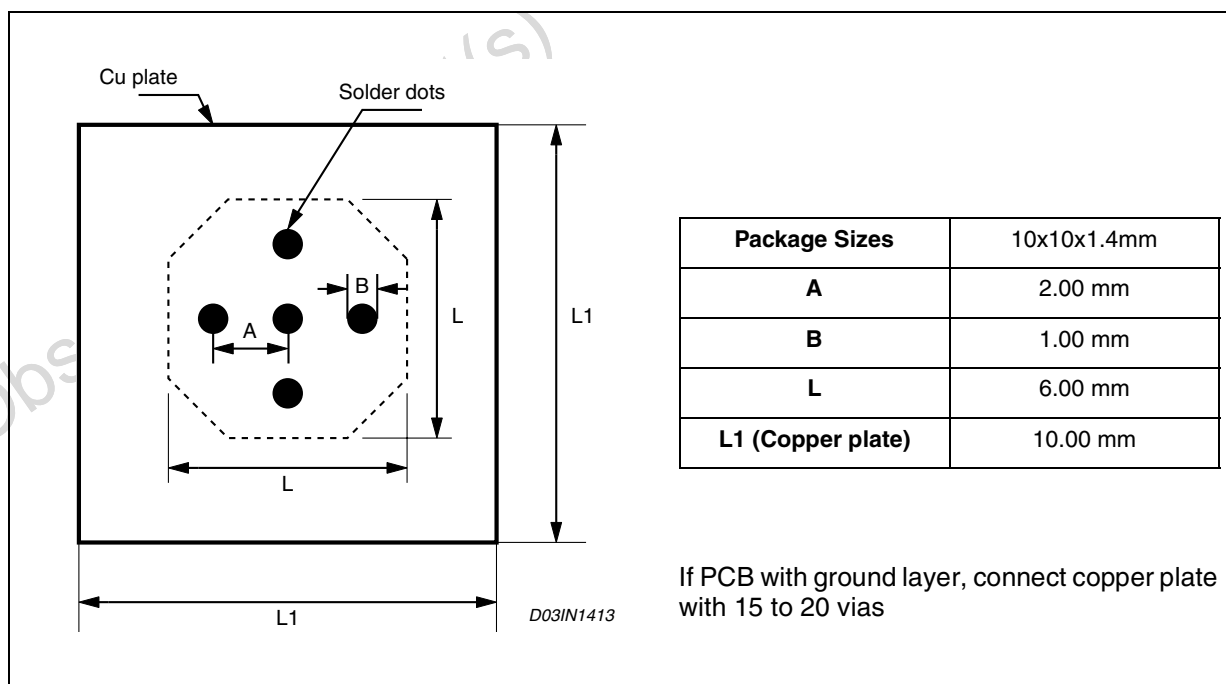 Cu plate
Solder dots
B
A
L
L1
L
L1
D03IN1413
Package Sizes 10x10x1.4mm
A 2.00 mm
B 1.00 mm
L 6.00 mm
L1 (Copper plate) 10.00 mm
If PCB with ground layer, connect copper plate
with 15 to 20 vias